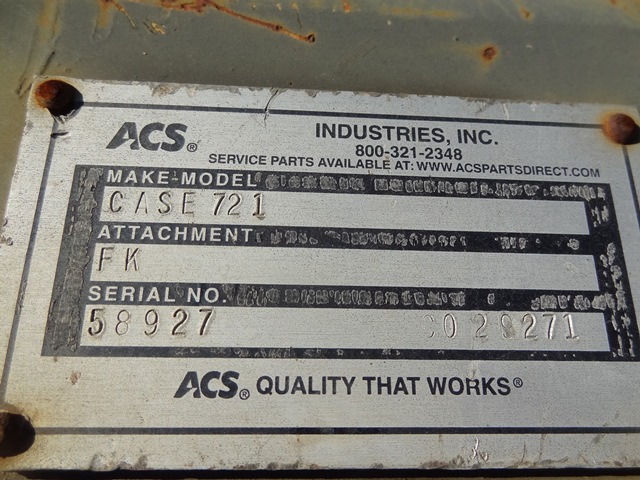 ACS® INDUSTRIES, INC.
800-321-2348
SERVICE PARTS AVAILABLE AT: WWW.ACSPARTSDIRECT.COM
MAKE-MODEL
CASE 721
ATTACHMENT
FK
SERIAL NO.
58927
ACS® QUALITY THAT WORKS®